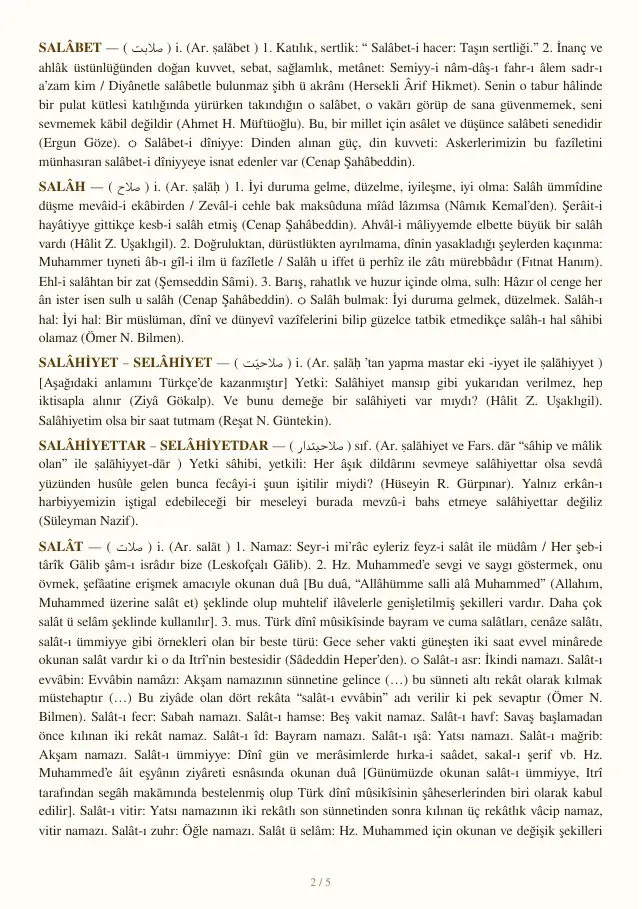 SALÂBET — ( صلابت ) i. (Ar. ṣalābet ) 1. Katılık, sertlik: “ Salâbet-i hacer: Taşın sertliği.” 2. İnanç ve
ahlâk üstünlüğünden doğan kuvvet, sebat, sağlamlık, metânet: Semiyy-i nâm-dâş-ı fahr-ı âlem sadr-ı
a’zam kim / Diyânetle salâbetle bulunmaz şibh ü akrânı (Hersekli Ârif Hikmet). Senin o tabur hâlinde
bir pulat kütlesi katılığında yürürken takındığın o salâbet, o vakārı görüp de sana güvenmemek, seni
sevmemek kābil değildir (Ahmet H. Müftüoğlu). Bu, bir millet için asâlet ve düşünce salâbeti senedidir
(Ergun Göze). ѻ Salâbet-i dîniyye: Dinden alınan güç, din kuvveti: Askerlerimizin bu fazîletini
münhasıran salâbet-i dîniyyeye isnat edenler var (Cenap Şahâbeddin).
SALÂH — ( صلاح ) i. (Ar. ṣalāḥ ) 1. İyi duruma gelme, düzelme, iyileşme, iyi olma: Salâh ümmîdine
düşme mevâid-i ekâbirden / Zevâl-i cehle bak maksûduna mîâd lâzımsa (Nâmık Kemal’den). Şerâit-i
hayâtiyye gittikçe kesb-i salâh etmiş (Cenap Şahâbeddin). Ahvâl-i mâliyyemde elbette büyük bir salâh
vardı (Hâlit Z. Uşaklıgil). 2. Doğruluktan, dürüstlükten ayrılmama, dînin yasakladığı şeylerden kaçınma:
Muhammer tıyneti âb-ı gîl-i ilm ü fazîletle / Salâh u iffet ü perhîz ile zâtı mürebbâdır (Fıtnat Hanım).
Ehl-i salâhtan bir zat (Şemseddin Sâmi). 3. Barış, rahatlık ve huzur içinde olma, sulh: Hâzır ol cenge her
ân ister isen sulh u salâh (Cenap Şahâbeddin). ѻ Salâh bulmak: İyi duruma gelmek, düzelmek. Salâh-ı
hal: İyi hal: Bir müslüman, dînî ve dünyevî vazîfelerini bilip güzelce tatbik etmedikçe salâh-ı hal sâhibi
olamaz (Ömer N. Bilmen).
SALÂHİYET – SELÂHİYET — ( صلاحيّت ) i. (Ar. ṣalāḥ ’tan yapma mastar eki -iyyet ile ṣalāhiyyet )
[Aşağıdaki anlamını Türkçe’de kazanmıştır] Yetki: Salâhiyet mansıp gibi yukarıdan verilmez, hep
iktisapla alınır (Ziyâ Gökalp). Ve bunu demeğe bir salâhiyeti var mıydı? (Hâlit Z. Uşaklıgil).
Salâhiyetim olsa bir saat tutmam (Reşat N. Güntekin).
SALÂHİYETTAR – SELÂHİYETDAR — ( صلاحيتدار ) sıf. (Ar. ṣalāhiyet ve Fars. dār “sâhip ve mâlik
olan” ile ṣalāhiyyet-dār ) Yetki sâhibi, yetkili: Her âşık dildârını sevmeye salâhiyettar olsa sevdâ
yüzünden husûle gelen bunca fecâyi-i şuun işitilir miydi? (Hüseyin R. Gürpınar). Yalnız erkân-ı
harbiyyemizin iştigal edebileceği bir meseleyi burada mevzû-i bahs etmeye salâhiyettar değiliz
(Süleyman Nazif).
SALÂT — ( صلات ) i. (Ar. salāt ) 1. Namaz: Seyr-i mi’râc eyleriz feyz-i salât ile müdâm / Her şeb-i
târîk Gālib şâm-ı isrâdır bize (Leskofçalı Gālib). 2. Hz. Muhammed’e sevgi ve saygı göstermek, onu
övmek, şefâatine erişmek amacıyle okunan duâ [Bu duâ, “Allâhümme salli alâ Muhammed” (Allahım,
Muhammed üzerine salât et) şeklinde olup muhtelif ilâvelerle genişletilmiş şekilleri vardır. Daha çok
salât ü selâm şeklinde kullanılır]. 3. mus. Türk dînî mûsikîsinde bayram ve cuma salâtları, cenâze salâtı,
salât-ı ümmiyye gibi örnekleri olan bir beste türü: Gece seher vakti güneşten iki saat evvel minârede
okunan salât vardır ki o da Itrî’nin bestesidir (Sâdeddin Heper’den). ѻ Salât-ı asr: İkindi namazı. Salât-ı
evvâbin: Evvâbin namâzı: Akşam namazının sünnetine gelince (…) bu sünneti altı rekât olarak kılmak
müstehaptır (…) Bu ziyâde olan dört rekâta “salât-ı evvâbin” adı verilir ki pek sevaptır (Ömer N.
Bilmen). Salât-ı fecr: Sabah namazı. Salât-ı hamse: Beş vakit namaz. Salât-ı havf: Savaş başlamadan
önce kılınan iki rekât namaz. Salât-ı îd: Bayram namazı. Salât-ı ışâ: Yatsı namazı. Salât-ı mağrib:
Akşam namazı. Salât-ı ümmiyye: Dînî gün ve merâsimlerde hırka-i saâdet, sakal-ı şerif vb. Hz.
Muhammed’e âit eşyânın ziyâreti esnâsında okunan duâ [Günümüzde okunan salât-ı ümmiyye, Itrî
tarafından segâh makāmında bestelenmiş olup Türk dînî mûsikîsinin şâheserlerinden biri olarak kabul
edilir]. Salât-ı vitir: Yatsı namazının iki rekâtlı son sünnetinden sonra kılınan üç rekâtlık vâcip namaz,
vitir namazı. Salât-ı zuhr: Öğle namazı. Salât ü selâm: Hz. Muhammed için okunan ve değişik şekilleri
2 / 5